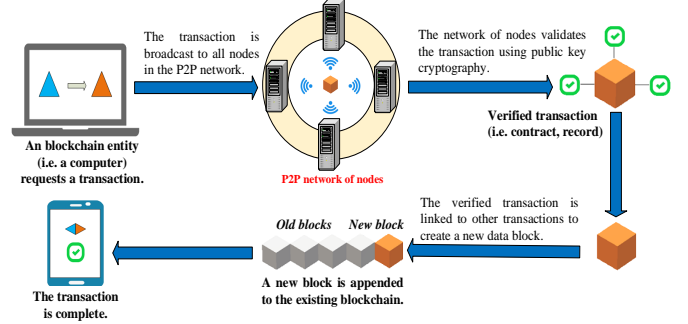 The transaction is
broadcast to all nodes
in the P2P network.
The network of nodes validates
the transaction using public key
cryptography.
An blockchain entity
(i.e. a computer)
requests a transaction.
P2P network of nodes
Verified transaction
(i.e. contract, record)
The verified transaction is
linked to other transactions to
create a new data block.
Old blocks
New block
A new block is appended
to the existing blockchain.
The transaction
is complete.